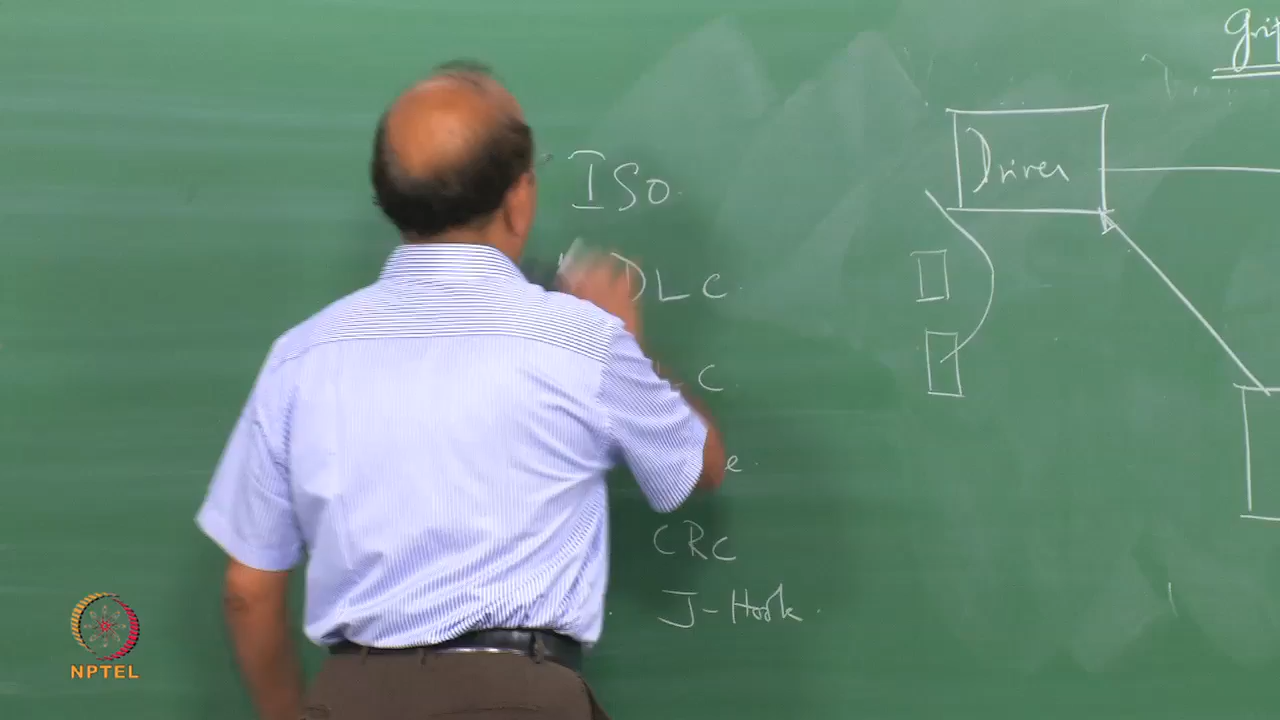 ISO.
DLC.
C.
e.
CRC
J-Hook.
Driver
NPTEL